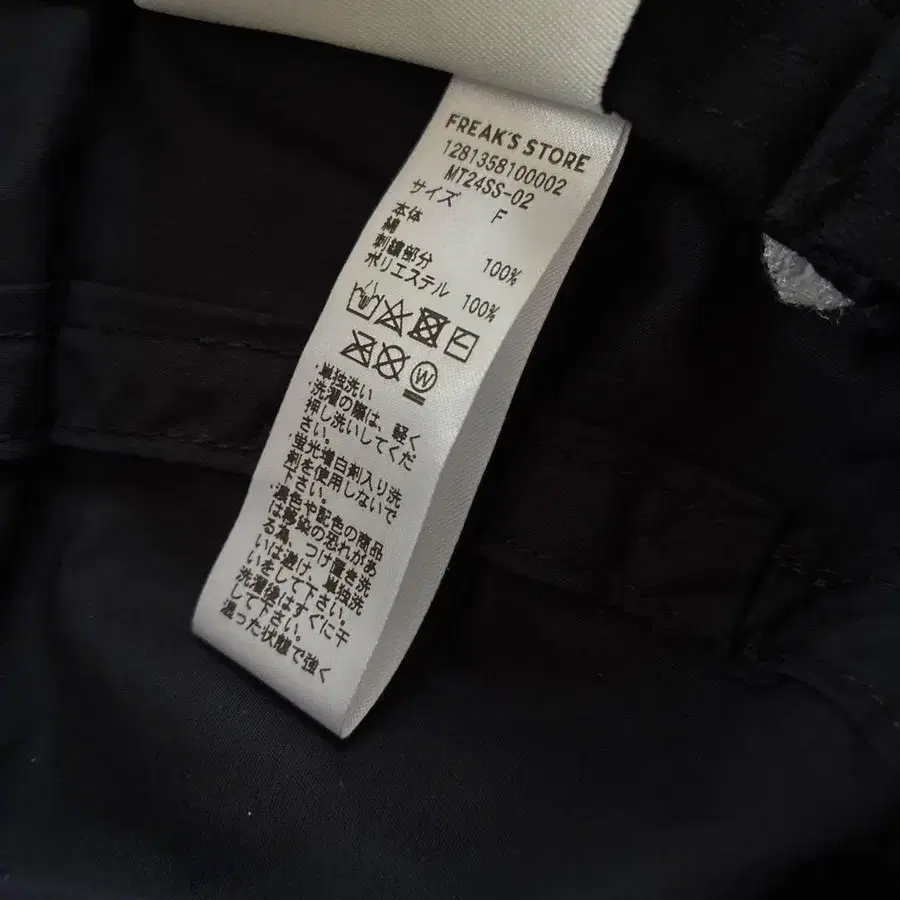 FREAK'S STORE
1281358100002
MT24SS-02
サイズ F
本体
綿 100%
刺繍部分
ポリエステル 100%
W
・単独洗い
・洗濯の際は、軽く
押し洗いしてくだ
さい。
・蛍光増白剤入り洗
剤を使用しないで
下さい。
・濃色や配色の商品
は移染の恐れがあ
る為、つけ置き洗
いは避け、単独洗
いをして下さい。
洗濯後はすぐに干
して下さい。
湿った状態で強く